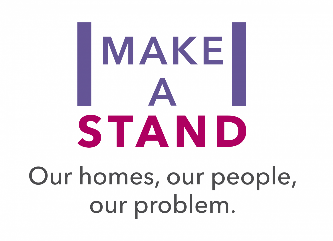 MAKE
A
STAND
Our homes, our people,
our problem.